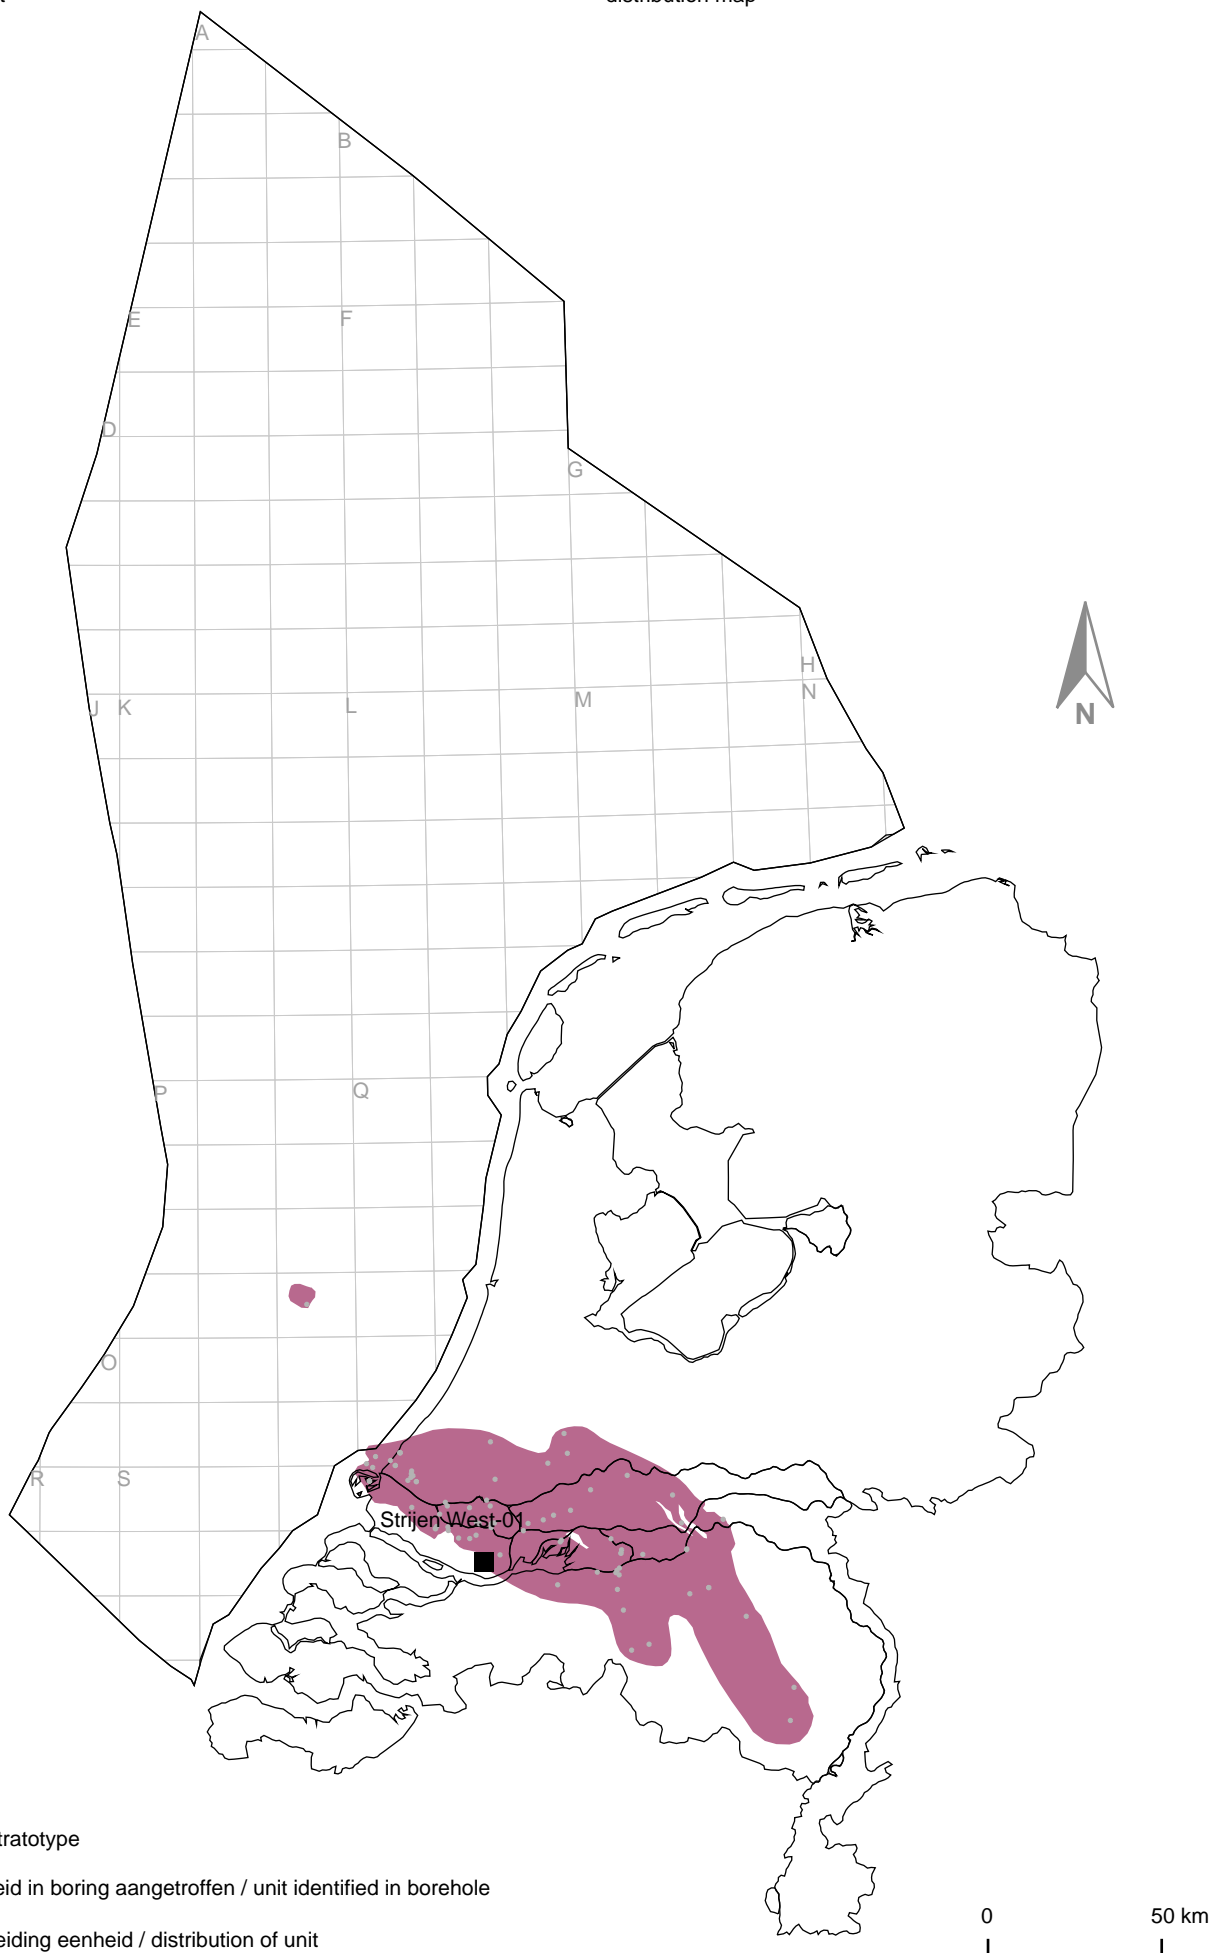 distribution map
A
B
E
F
D
G
H
N
J K
L
M
N
P
Q
O
R
S
Strijen West-01
tratotype
eid in boring aangetroffen / unit identified in borehole
eiding eenheid / distribution of unit
0
50 km